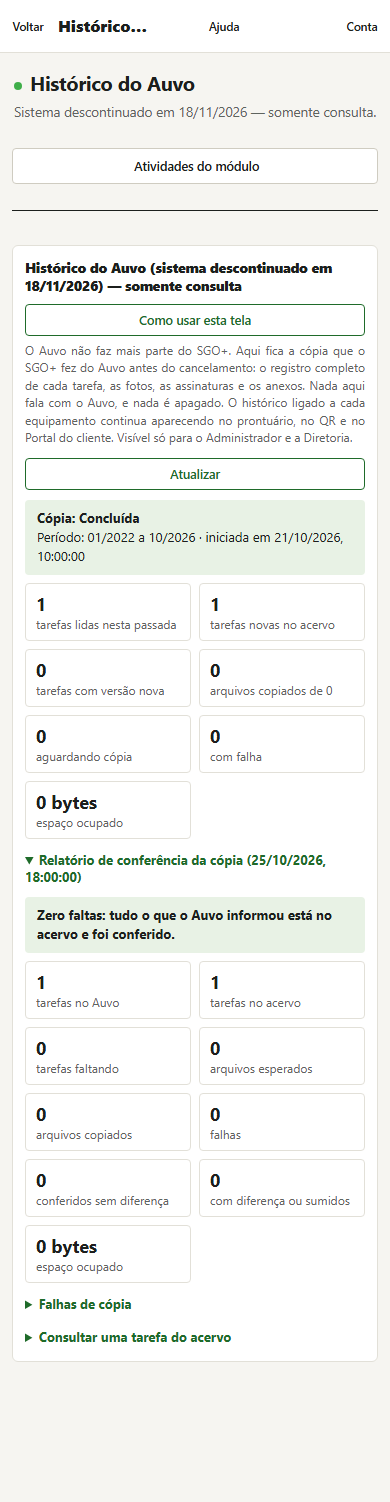 Voltar Histórico... Ajuda Conta
Histórico do Auvo
Sistema descontinuado em 18/11/2026 — somente consulta.
Atividades do módulo
Histórico do Auvo (sistema descontinuado em
18/11/2026) — somente consulta
Como usar esta tela
O Auvo não faz mais parte do SGO+. Aqui fica a cópia que o
SGO+ fez do Auvo antes do cancelamento: o registro completo
de cada tarefa, as fotos, as assinaturas e os anexos. Nada aqui
fala com o Auvo, e nada é apagado. O histórico ligado a cada
equipamento continua aparecendo no prontuário, no QR e no
Portal do cliente. Visível só para o Administrador e a Diretoria.
Atualizar
Cópia: Concluída
Período: 01/2022 a 10/2026 · iniciada em 21/10/2026,
10:00:00
1 1
tarefas lidas nesta passada tarefas novas no acervo
0 0
tarefas com versão nova arquivos copiados de 0
0 0
aguardando cópia com falha
0 bytes
espaço ocupado
▼ Relatório de conferência da cópia (25/10/2026,
18:00:00)
Zero faltas: tudo o que o Auvo informou está no
acervo e foi conferido.
1 1
tarefas no Auvo tarefas no acervo
0 0
tarefas faltando arquivos esperados
0 0
arquivos copiados falhas
0 0
conferidos sem diferença com diferença ou sumidos
0 bytes
espaço ocupado
▶ Falhas de cópia
▶ Consultar uma tarefa do acervo